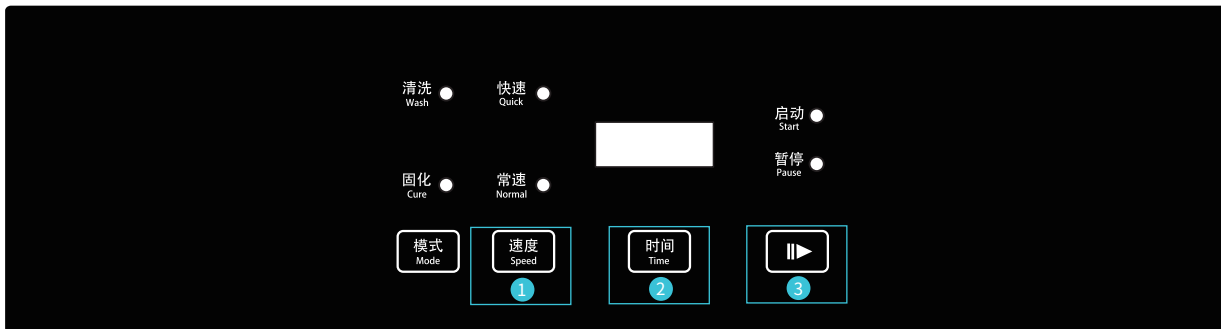 清洗
Wash
快速
Quick
启动
Start
暂停
Pause
固化
Cure
常速
Normal
模式
Mode
速度
Speed
时间
Time
1
2
3